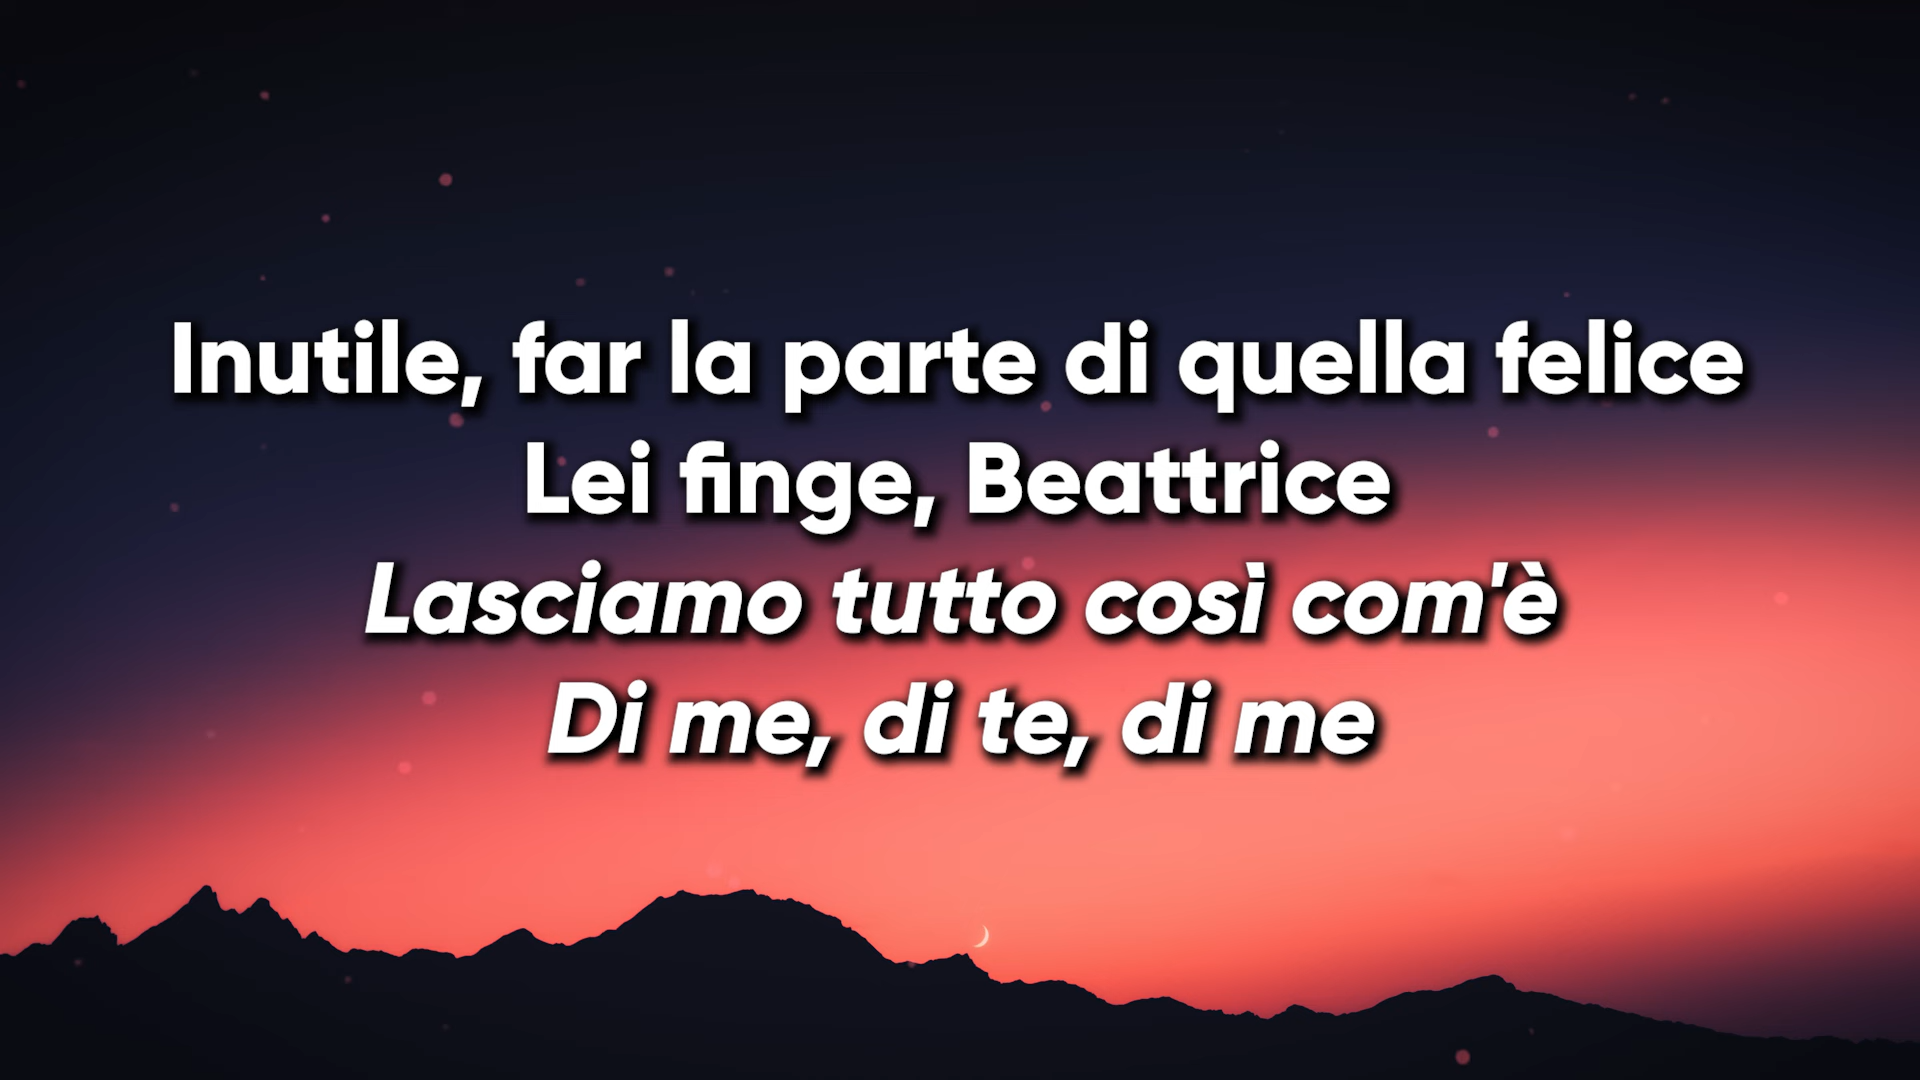 Inutile, far la parte di quella felice
Lei finge, Beattrice
Lasciamo tutto così com'è
Di me, di te, di me